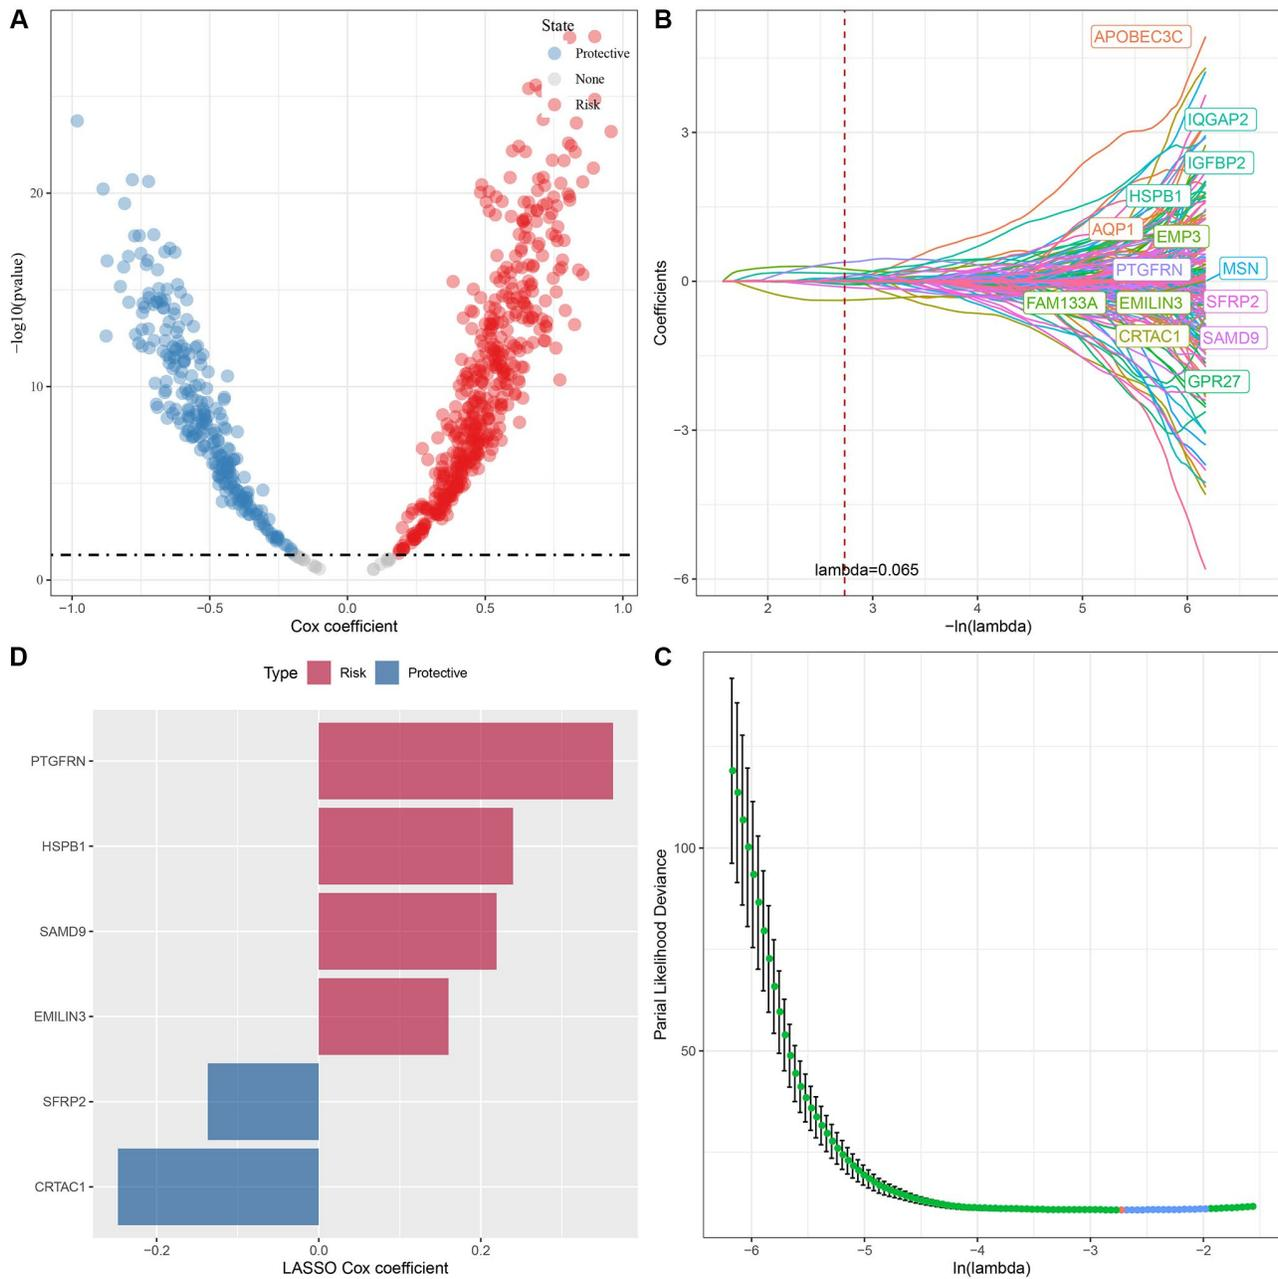 A
State
Protective
None
Risk
20
10
0
−log10(pvalue)
−1.0
−0.5
0.0
0.5
1.0
Cox coefficient
B
APOBEC3C
IQGAP2
IGFBP2
HSPB1
AQP1
EMP3
PTGFRN
MSN
FAM133A
EMILIN3
SFRP2
CRTAC1
SAMD9
GPR27
3
0
−3
−6
Coefficients
lambda=0.065
2
3
4
5
6
−ln(lambda)
D
Type
Risk
Protective
PTGFRN
HSPB1
SAMD9
EMILIN3
SFRP2
CRTAC1
−0.2
0.0
0.2
LASSO Cox coefficient
C
100
50
Parial Likelihood Deviance
−6
−5
−4
−3
−2
ln(lambda)